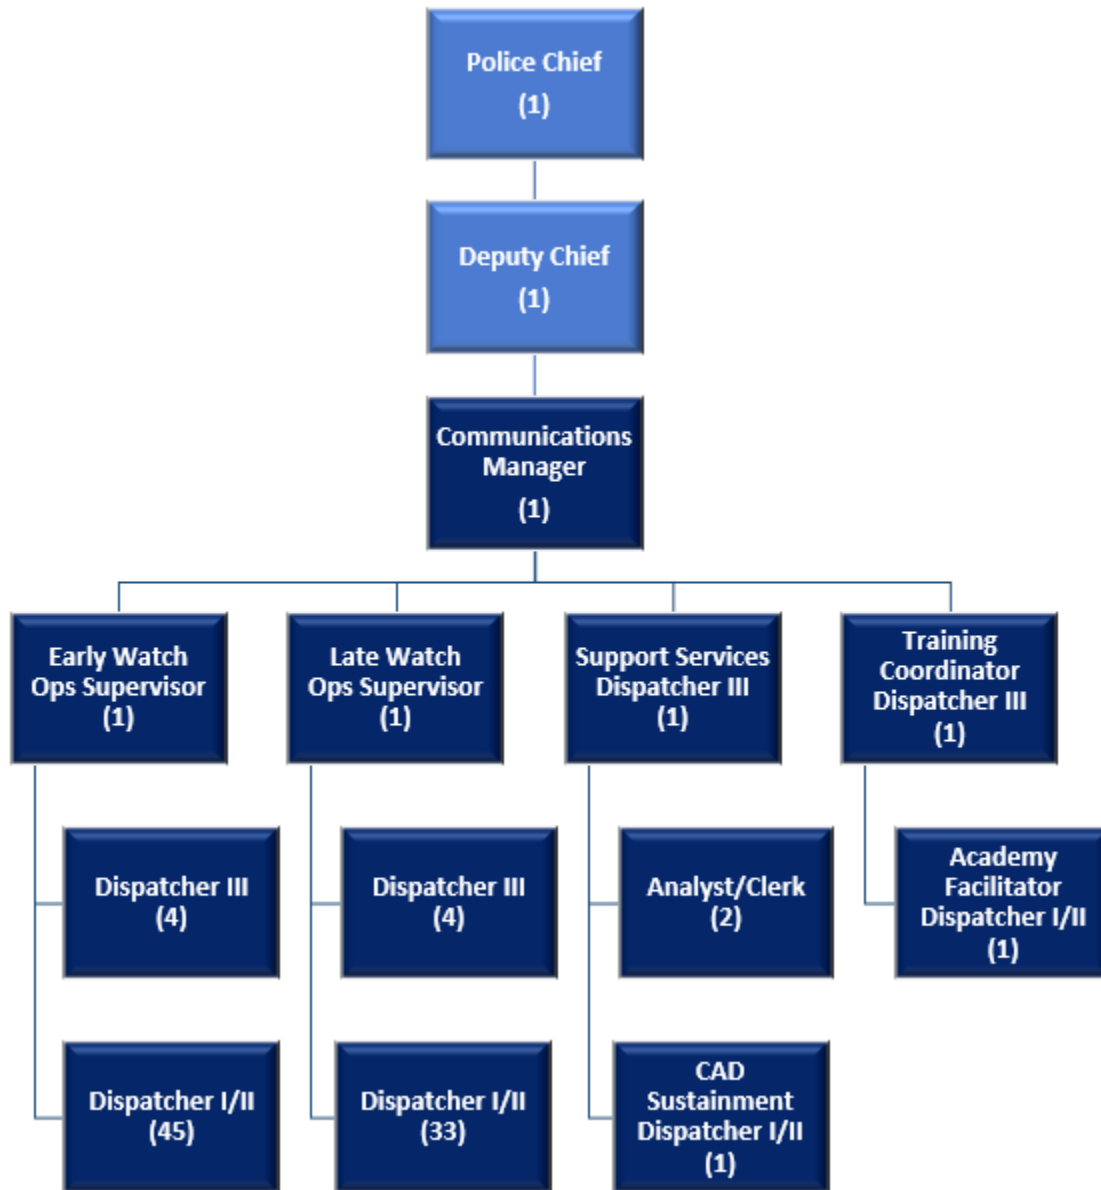 Police Chief
(1)
Deputy Chief
(1)
Communications
Manager
(1)
Early Watch
Ops Supervisor
(1)
Late Watch
Ops Supervisor
(1)
Support Services
Dispatcher III
(1)
Training
Coordinator
Dispatcher III
(1)
Dispatcher III
(4)
Dispatcher III
(4)
Analyst/Clerk
(2)
Academy
Facilitator
Dispatcher I/II
(1)
Dispatcher I/II
(45)
Dispatcher I/II
(33)
CAD
Sustainment
Dispatcher I/II
(1)